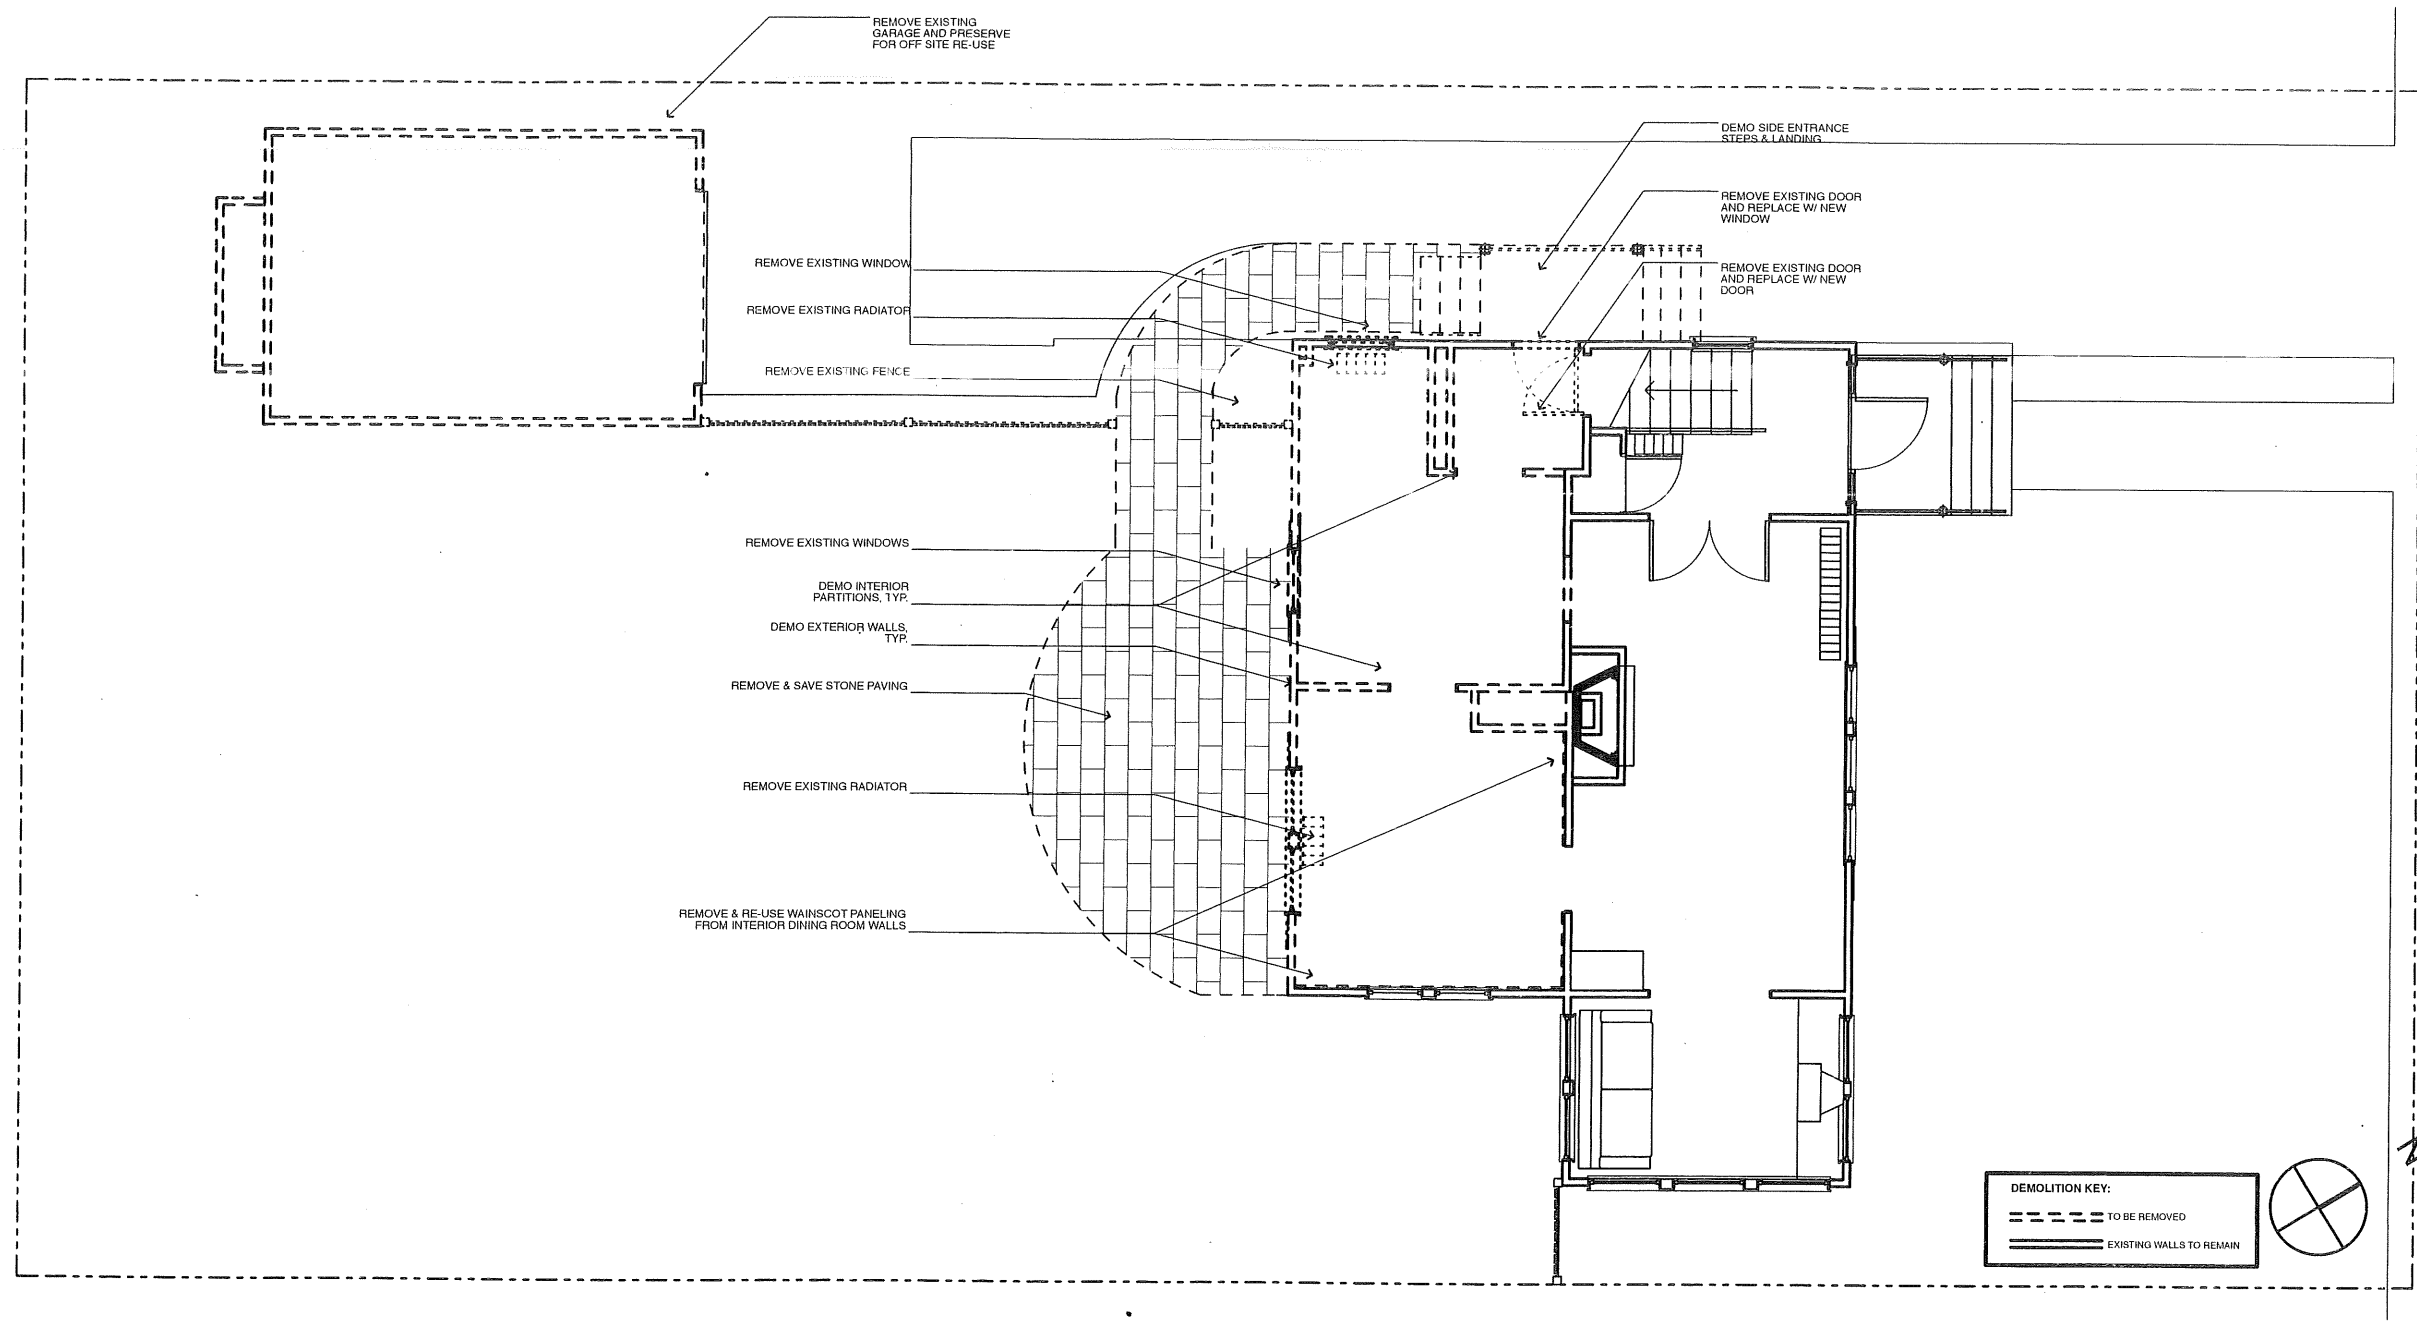 REMOVE EXISTING
GARAGE AND PRESERVE
FOR OFF SITE RE-USE
DEMO SIDE ENTRANCE
STEPS & LANDING
REMOVE EXISTING DOOR
AND REPLACE W/ NEW
WINDOW
REMOVE EXISTING WINDOW
REMOVE EXISTING DOOR
AND REPLACE W/ NEW
DOOR
REMOVE EXISTING RADIATOR
REMOVE EXISTING FENCE
REMOVE EXISTING WINDOWS
DEMO INTERIOR
PARTITIONS, TYP.
DEMO EXTERIOR WALLS,
TYP.
REMOVE & SAVE STONE PAVING
REMOVE EXISTING RADIATOR
REMOVE & RE-USE WAINSCOT PANELING
FROM INTERIOR DINING ROOM WALLS
DEMOLITION KEY:
TO BE REMOVED
EXISTING WALLS TO REMAIN